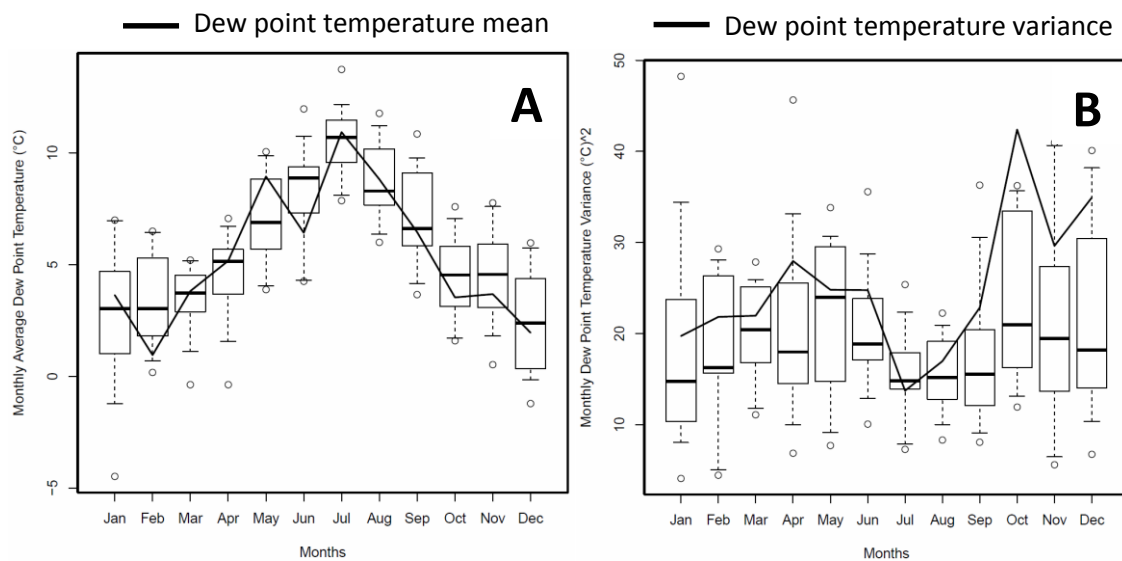 Dew point temperature mean
A
Monthly Average Dew Point Temperature (°C)
10
5
0
−5
Jan Feb Mar Apr May Jun Jul Aug Sep Oct Nov Dec
Months
Dew point temperature variance
B
Monthly Dew Point Temperature Variance (°C)^2
50
40
30
20
10
Jan Feb Mar Apr May Jun Jul Aug Sep Oct Nov Dec
Months